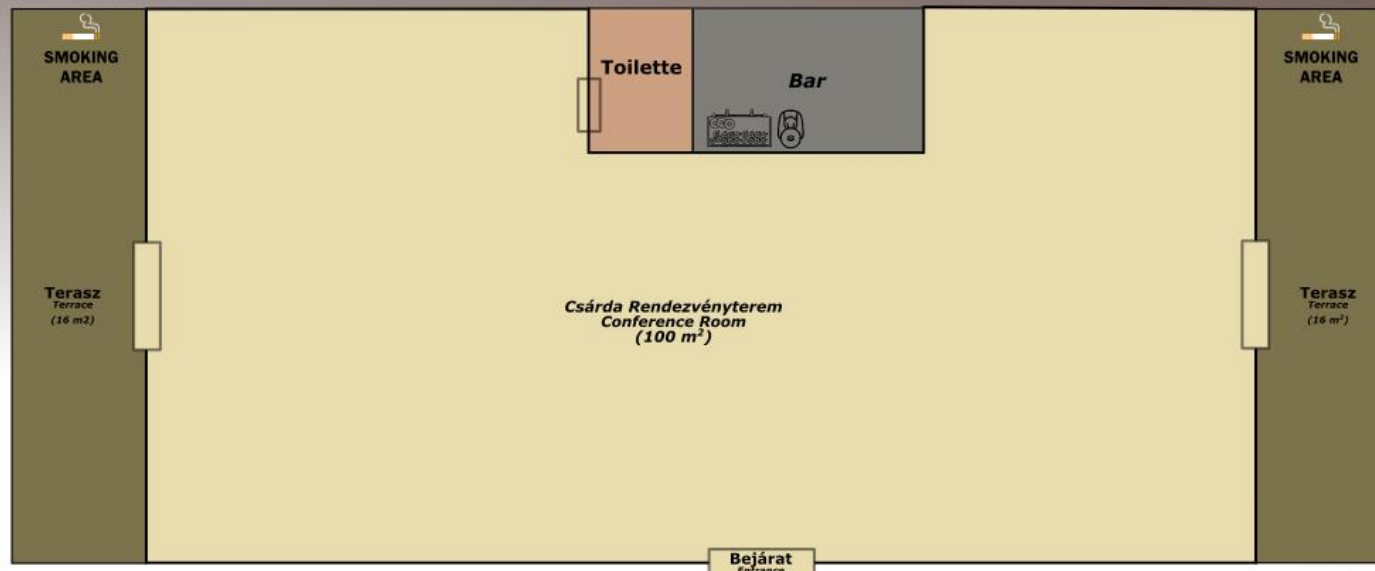 SMOKING
AREA
Toilette
Bar
SMOKING
AREA
Terasz
Terrace
(16 m2)
Csárda Rendezvényterem
Conference Room
(100 m²)
Terasz
Terrace
(16 m²)
Bejárat
Entrance